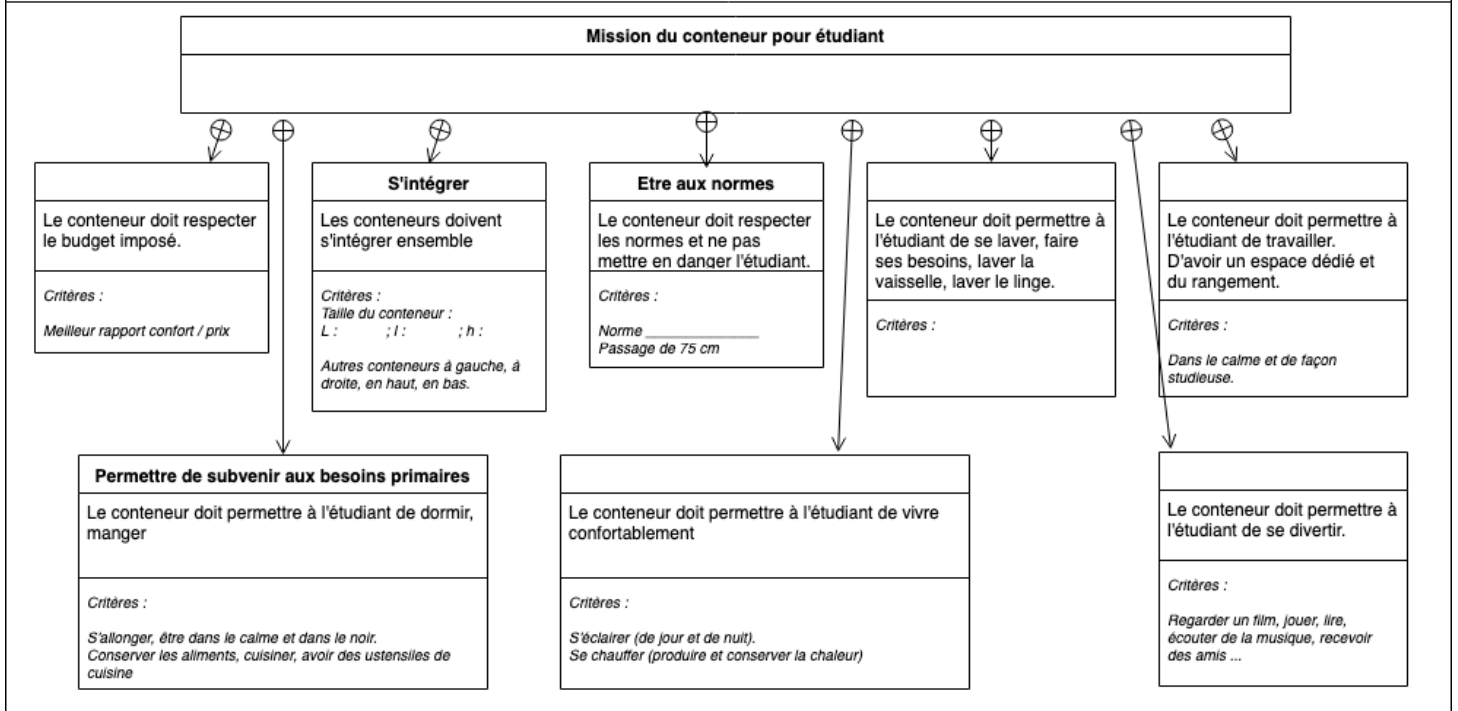 Mission du conteneur pour étudiant
Le conteneur doit respecter
le budget imposé.
Critères :
Meilleur rapport confort / prix
S'intégrer
Les conteneurs doivent
s'intégrer ensemble
Critères :
Taille du conteneur :
L :          ; l :          ; h :
Autres conteneurs à gauche, à
droite, en haut, en bas.
Etre aux normes
Le conteneur doit respecter
les normes et ne pas
mettre en danger l'étudiant.
Critères :
Norme _______________
Passage de 75 cm
Le conteneur doit permettre à
l'étudiant de se laver, faire
ses besoins, laver la
vaisselle, laver le linge.
Critères :
Le conteneur doit permettre à
l'étudiant de travailler.
D'avoir un espace dédié et
du rangement.
Critères :
Dans le calme et de façon
studieuse.
Permettre de subvenir aux besoins primaires
Le conteneur doit permettre à l'étudiant de dormir,
manger
Critères :
S'allonger, être dans le calme et dans le noir.
Conserver les aliments, cuisiner, avoir des ustensiles de
cuisine
Le conteneur doit permettre à l'étudiant de vivre
confortablement
Critères :
S'éclairer (de jour et de nuit).
Se chauffer (produire et conserver la chaleur)
Le conteneur doit permettre à
l'étudiant de se divertir.
Critères :
Regarder un film, jouer, lire,
écouter de la musique, recevoir
des amis ...